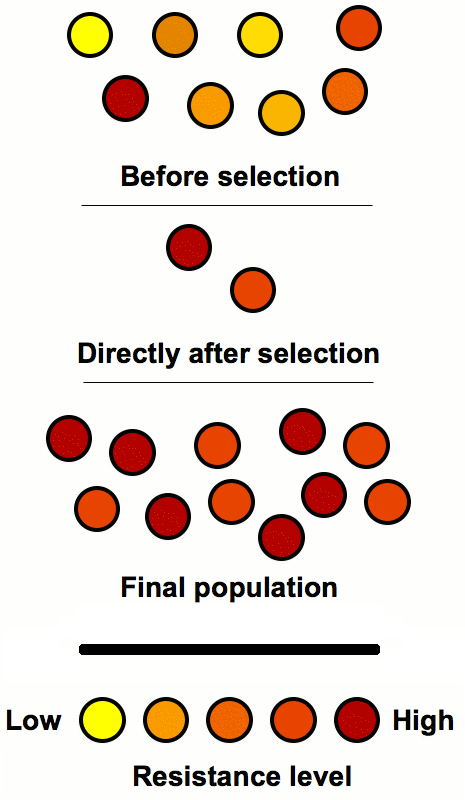 Before selection
Directly after selection
Final population
Low High
Resistance level